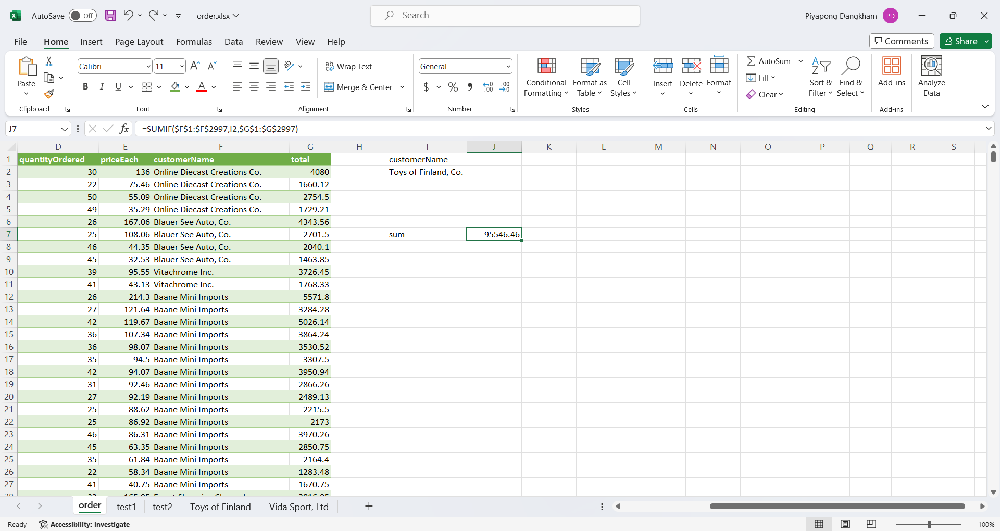 AutoSave Off order.xlsx Search Piyapong Dangkham PD
File Home Insert Page Layout Formulas Data Review View Help Comments Share
Paste Calibri 11 Wrap Text General Conditional Formatting Format as Table Cell Styles Insert Delete Format AutoSum Fill Clear Sort & Filter Find & Select Add-ins Analyze Data
B I U A Merge & Center $ % 9
Clipboard Font Alignment Number Styles Cells Editing Add-ins
J7 fx =SUMIF($F$1:$F$2997,I2,$G$1:$G$2997)
D E F G H I J K L M N O P Q R S
1 quantityOrdered priceEach customerName total customerName
2 30 136 Online Diecast Creations Co. 4080 Toys of Finland, Co.
3 22 75.46 Online Diecast Creations Co. 1660.12
4 50 55.09 Online Diecast Creations Co. 2754.5
5 49 35.29 Online Diecast Creations Co. 1729.21
6 26 167.06 Blauer See Auto, Co. 4343.56
7 25 108.06 Blauer See Auto, Co. 2701.5 sum 95546.46
8 46 44.35 Blauer See Auto, Co. 2040.1
9 45 32.53 Blauer See Auto, Co. 1463.85
10 39 95.55 Vitachrome Inc. 3726.45
11 41 43.13 Vitachrome Inc. 1768.33
12 26 214.3 Baane Mini Imports 5571.8
13 27 121.64 Baane Mini Imports 3284.28
14 42 119.67 Baane Mini Imports 5026.14
15 36 107.34 Baane Mini Imports 3864.24
16 36 98.07 Baane Mini Imports 3530.52
17 35 94.5 Baane Mini Imports 3307.5
18 42 94.07 Baane Mini Imports 3950.94
19 31 92.46 Baane Mini Imports 2866.26
20 27 92.19 Baane Mini Imports 2489.13
21 25 88.62 Baane Mini Imports 2215.5
22 25 86.92 Baane Mini Imports 2173
23 46 86.31 Baane Mini Imports 3970.26
24 45 63.35 Baane Mini Imports 2850.75
25 35 61.84 Baane Mini Imports 2164.4
26 22 58.34 Baane Mini Imports 1283.48
27 41 40.75 Baane Mini Imports 1670.75
order test1 test2 Toys of Finland Vida Sport, Ltd
Ready Accessibility: Investigate 100%